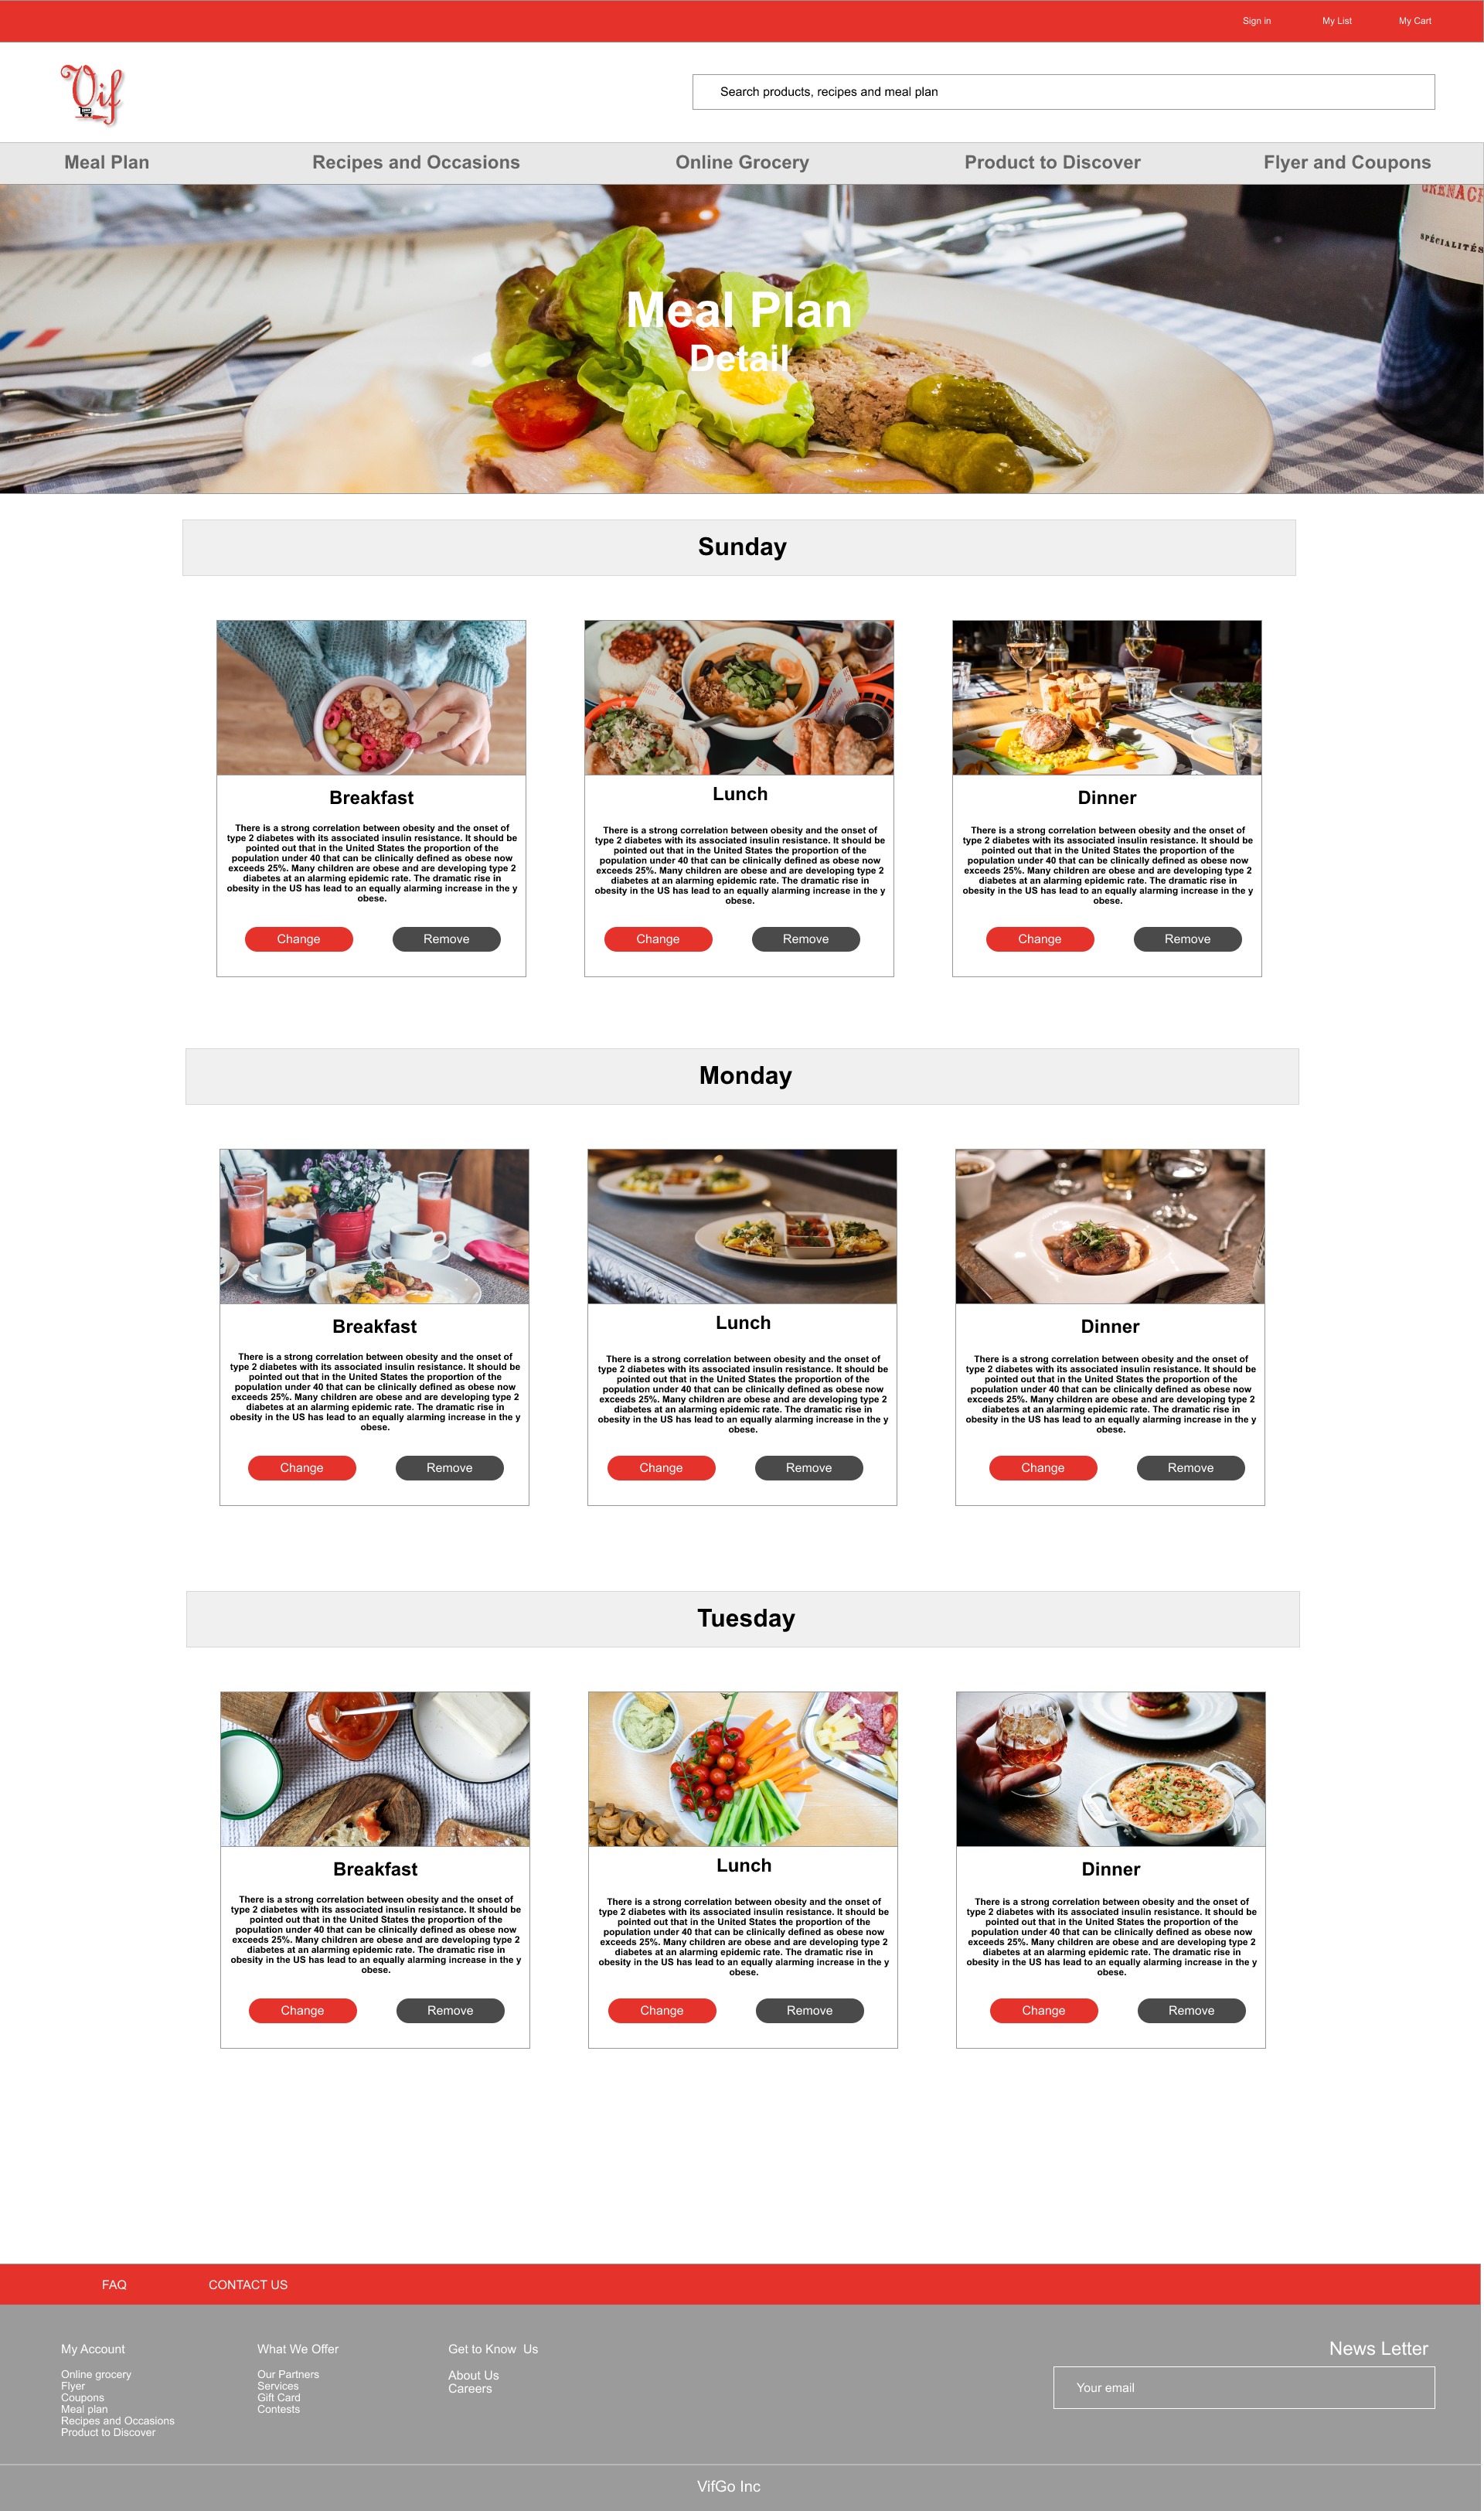 Sign in
My List
My Cart
Vif
Search products, recipes and meal plan
Meal Plan
Recipes and Occasions
Online Grocery
Product to Discover
Flyer and Coupons
SPÉCIALITÉS
Meal Plan
Detail
Sunday
Breakfast
There is a strong correlation between obesity and the onset of
type 2 diabetes with its associated insulin resistance. It should be
pointed out that in the United States the proportion of the
population under 40 that can be clinically defined as obese now
exceeds 25%. Many children are obese and are developing type 2
diabetes at an alarming epidemic rate. The dramatic rise in
obesity in the US has lead to an equally alarming increase in the y
obese.
Change
Remove
Lunch
There is a strong correlation between obesity and the onset of
type 2 diabetes with its associated insulin resistance. It should be
pointed out that in the United States the proportion of the
population under 40 that can be clinically defined as obese now
exceeds 25%. Many children are obese and are developing type 2
diabetes at an alarming epidemic rate. The dramatic rise in
obesity in the US has lead to an equally alarming increase in the y
obese.
Change
Remove
Dinner
There is a strong correlation between obesity and the onset of
type 2 diabetes with its associated insulin resistance. It should be
pointed out that in the United States the proportion of the
population under 40 that can be clinically defined as obese now
exceeds 25%. Many children are obese and are developing type 2
diabetes at an alarming epidemic rate. The dramatic rise in
obesity in the US has lead to an equally alarming increase in the y
obese.
Change
Remove
Monday
Breakfast
There is a strong correlation between obesity and the onset of
type 2 diabetes with its associated insulin resistance. It should be
pointed out that in the United States the proportion of the
population under 40 that can be clinically defined as obese now
exceeds 25%. Many children are obese and are developing type 2
diabetes at an alarming epidemic rate. The dramatic rise in
obesity in the US has lead to an equally alarming increase in the y
obese.
Change
Remove
Lunch
There is a strong correlation between obesity and the onset of
type 2 diabetes with its associated insulin resistance. It should be
pointed out that in the United States the proportion of the
population under 40 that can be clinically defined as obese now
exceeds 25%. Many children are obese and are developing type 2
diabetes at an alarming epidemic rate. The dramatic rise in
obesity in the US has lead to an equally alarming increase in the y
obese.
Change
Remove
Dinner
There is a strong correlation between obesity and the onset of
type 2 diabetes with its associated insulin resistance. It should be
pointed out that in the United States the proportion of the
population under 40 that can be clinically defined as obese now
exceeds 25%. Many children are obese and are developing type 2
diabetes at an alarming epidemic rate. The dramatic rise in
obesity in the US has lead to an equally alarming increase in the y
obese.
Change
Remove
Tuesday
Breakfast
There is a strong correlation between obesity and the onset of
type 2 diabetes with its associated insulin resistance. It should be
pointed out that in the United States the proportion of the
population under 40 that can be clinically defined as obese now
exceeds 25%. Many children are obese and are developing type 2
diabetes at an alarming epidemic rate. The dramatic rise in
obesity in the US has lead to an equally alarming increase in the y
obese.
Change
Remove
Lunch
There is a strong correlation between obesity and the onset of
type 2 diabetes with its associated insulin resistance. It should be
pointed out that in the United States the proportion of the
population under 40 that can be clinically defined as obese now
exceeds 25%. Many children are obese and are developing type 2
diabetes at an alarming epidemic rate. The dramatic rise in
obesity in the US has lead to an equally alarming increase in the y
obese.
Change
Remove
Dinner
There is a strong correlation between obesity and the onset of
type 2 diabetes with its associated insulin resistance. It should be
pointed out that in the United States the proportion of the
population under 40 that can be clinically defined as obese now
exceeds 25%. Many children are obese and are developing type 2
diabetes at an alarming epidemic rate. The dramatic rise in
obesity in the US has lead to an equally alarming increase in the y
obese.
Change
Remove
FAQ
CONTACT US
My Account
Online grocery
Flyer
Coupons
Meal plan
Recipes and Occasions
Product to Discover
What We Offer
Our Partners
Services
Gift Card
Contests
Get to Know Us
About Us
Careers
News Letter
Your email
VifGo Inc